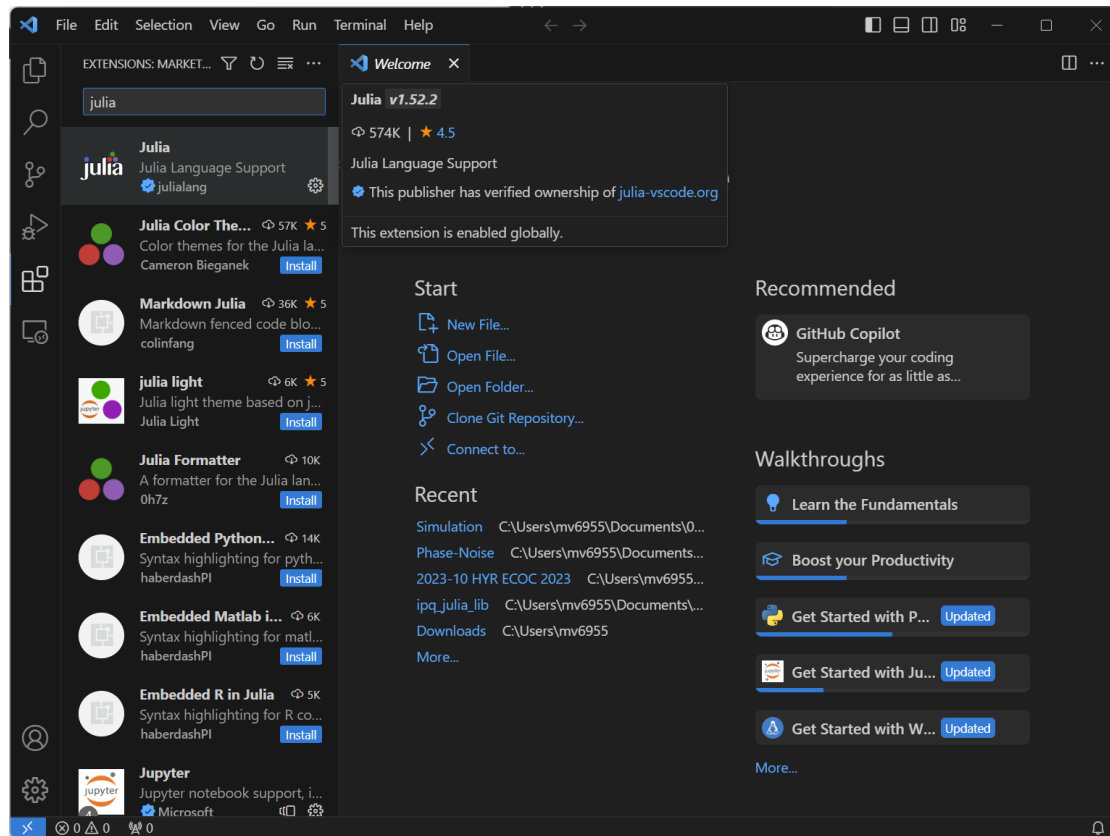 File Edit Selection View Go Run Terminal Help
EXTENSIONS: MARKET...
julia
julia
Julia
Julia Language Support
julialang
Julia Color The... 57K 5
Color themes for the Julia la...
Cameron Bieganek Install
Markdown Julia 36K 5
Markdown fenced code blo...
colinfang Install
jupyter
julia light 6K 5
Julia light theme based on j...
Julia Light Install
Julia Formatter 10K
A formatter for the Julia lan...
0h7z Install
Embedded Python... 14K
Syntax highlighting for pyth...
haberdashPI Install
Embedded Matlab i... 6K
Syntax highlighting for matl...
haberdashPI Install
Embedded R in Julia 5K
Syntax highlighting for R co...
haberdashPI Install
jupyter
Jupyter
Jupyter notebook support, i...
Microsoft
Welcome
Julia v1.52.2
574K | 4.5
Julia Language Support
This publisher has verified ownership of julia-vscode.org
This extension is enabled globally.
Start
New File...
Open File...
Open Folder...
Clone Git Repository...
Connect to...
Recent
Simulation C:\Users\mv6955\Documents\0...
Phase-Noise C:\Users\mv6955\Documents...
2023-10 HYR ECOC 2023 C:\Users\mv6955...
ipq_julia_lib C:\Users\mv6955\Documents\...
Downloads C:\Users\mv6955
More...
Recommended
GitHub Copilot
Supercharge your coding
experience for as little as...
Walkthroughs
Learn the Fundamentals
Boost your Productivity
Get Started with P... Updated
Get Started with Ju... Updated
Get Started with W... Updated
More...
0 0 0